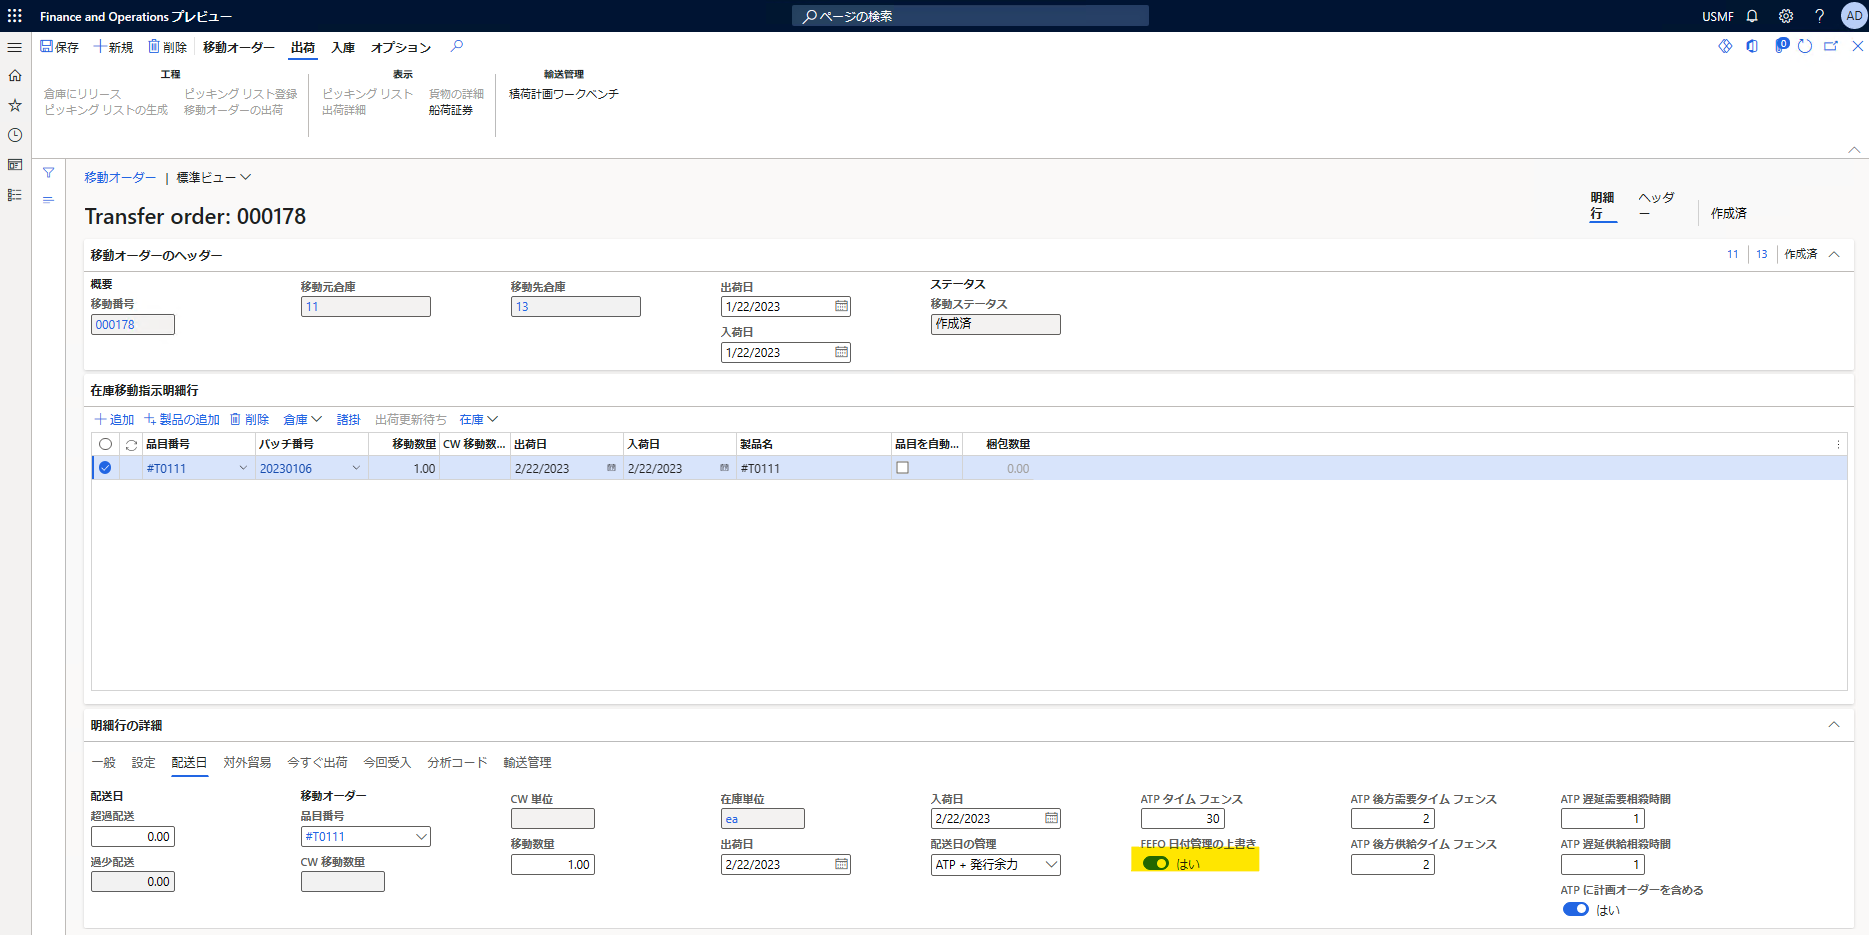 Finance and Operations プレビュー
ページの検索
USMF
AD
保存
新規
削除
移動オーダー
出荷
入庫
オプション
0
工程
表示
輸送管理
倉庫にリリース
ピッキング リスト登録
ピッキング リスト
貨物の詳細
積荷計画ワークベンチ
ピッキング リストの生成
移動オーダーの出荷
出荷詳細
船荷証券
移動オーダー | 標準ビュー
Transfer order: 000178
明細
行
ヘッダ
ー
作成済
移動オーダーのヘッダー
11
13
作成済
概要
移動元倉庫
移動先倉庫
出荷日
ステータス
移動番号
11
13
1/22/2023
移動ステータス
000178
入荷日
作成済
1/22/2023
在庫移動指示明細行
追加
製品の追加
削除
倉庫
諸掛
出荷更新待ち
在庫
品目番号
バッチ番号
移動数量
CW 移動数...
出荷日
入荷日
製品名
品目を自動...
梱包数量
#T0111
20230106
1.00
2/22/2023
2/22/2023
#T0111
0.00
明細行の詳細
一般
設定
配送日
対外貿易
今すぐ出荷
今回受入
分析コード
輸送管理
配送日
移動オーダー
CW 単位
在庫単位
入荷日
ATP タイム フェンス
ATP 後方需要タイム フェンス
ATP 遅延需要相殺時間
超過配送
品目番号
ea
2/22/2023
30
2
1
0.00
#T0111
移動数量
出荷日
配送日の管理
FEFO 日付管理の上書き
ATP 後方供給タイム フェンス
ATP 遅延供給相殺時間
過少配送
CW 移動数量
1.00
2/22/2023
ATP + 発行余力
はい
2
1
0.00
ATP に計画オーダーを含める
はい